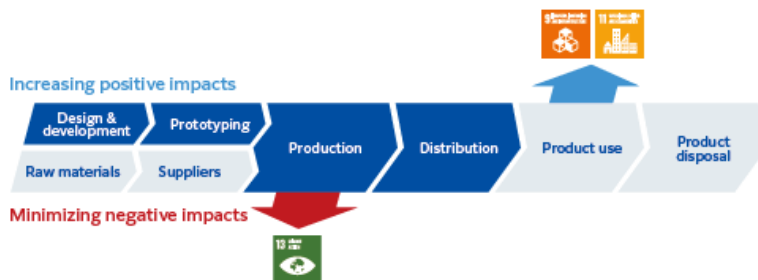 9
11
Increasing positive impacts
Design &
development
Prototyping
Production
Distribution
Product use
Product
disposal
Raw materials
Suppliers
Minimizing negative impacts
13